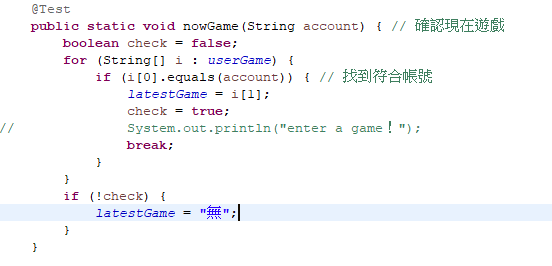 @Test
public static void nowGame(String account) { // 確認現在遊戲
boolean check = false;
for (String[] i : userGame) {
if (i[0].equals(account)) { // 找到符合帳號
latestGame = i[1];
check = true;
// System.out.println("enter a game！");
break;
}
}
if (!check) {
latestGame = "無";
}
}